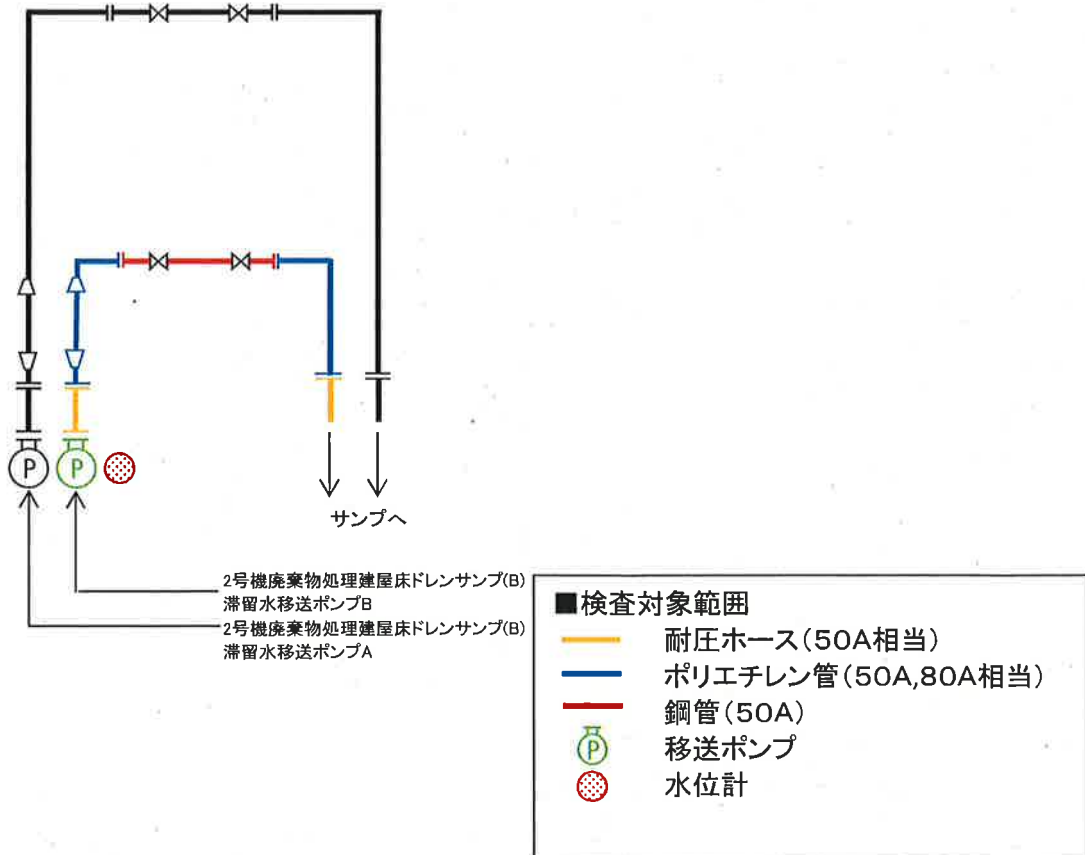 P
P
サンプへ
2号機廃棄物処理建屋床ドレンサンプ(B)
滞留水移送ポンプB
2号機廃棄物処理建屋床ドレンサンプ(B)
滞留水移送ポンプA
■検査対象範囲
耐圧ホース(50A相当)
ポリエチレン管(50A,80A相当)
鋼管(50A)
P 移送ポンプ
水位計